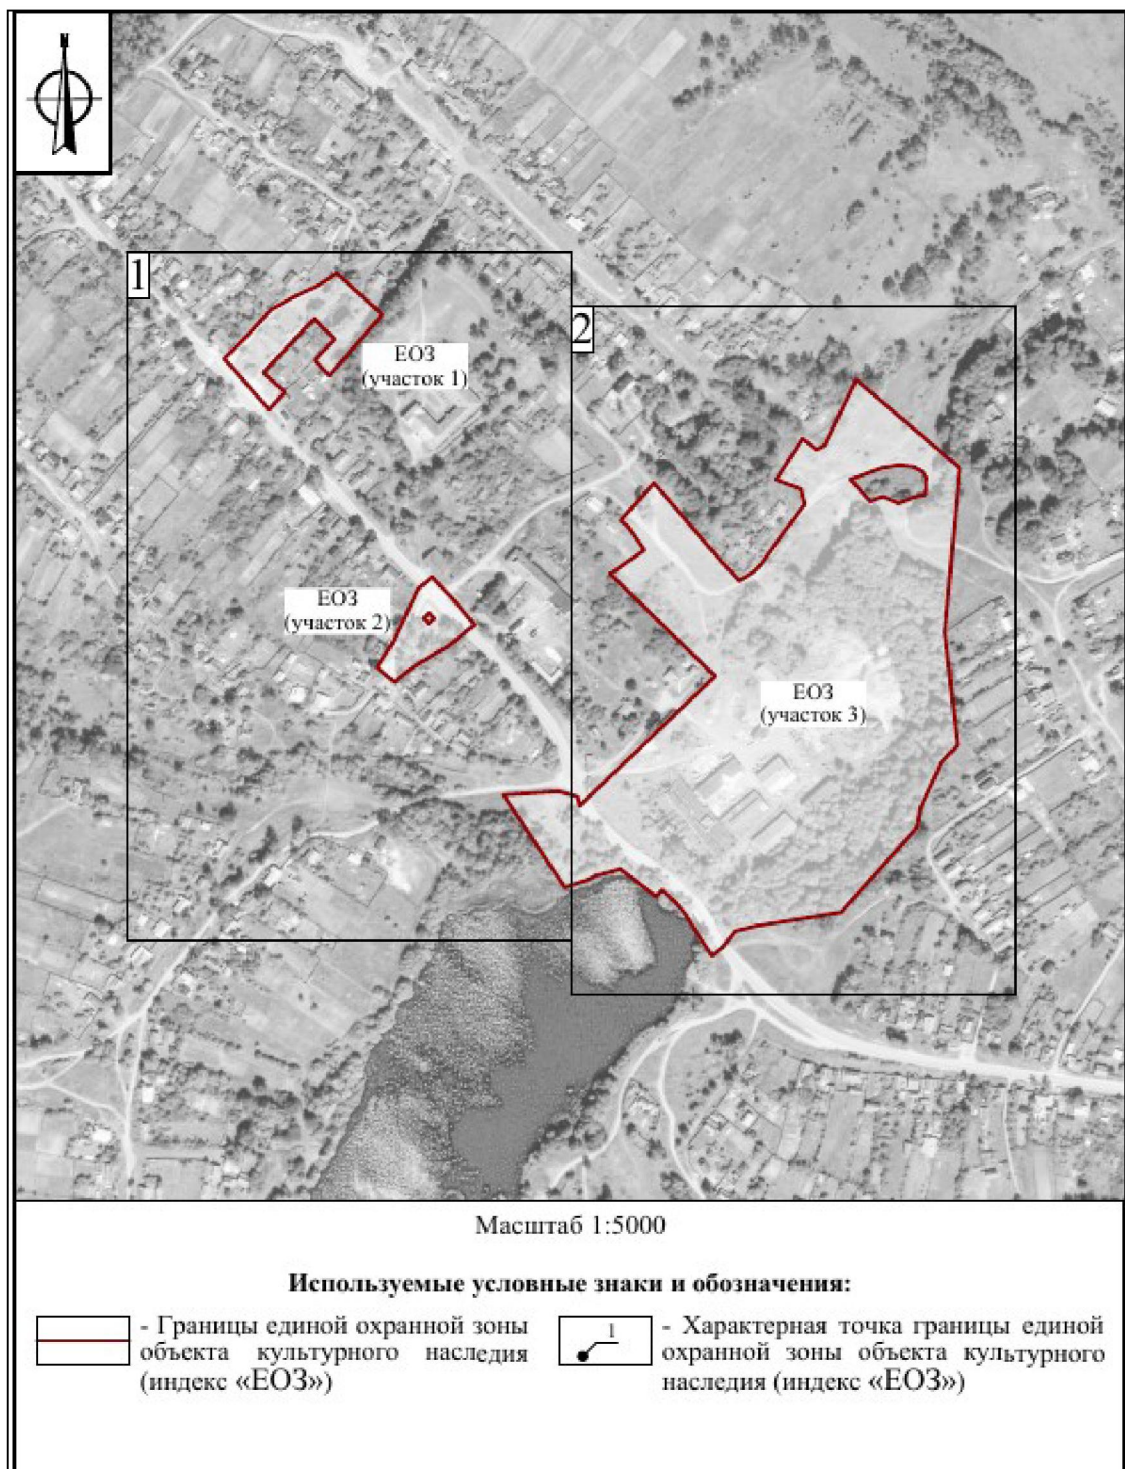 N
1
2
ЕОЗ
(участок 1)
ЕОЗ
(участок 2)
ЕОЗ
(участок 3)
Масштаб 1:5000
Используемые условные знаки и обозначения:
- Границы единой охранной зоны
объекта культурного наследия
(индекс «ЕОЗ»)
1
- Характерная точка границы единой
охранной зоны объекта культурного
наследия (индекс «ЕОЗ»)